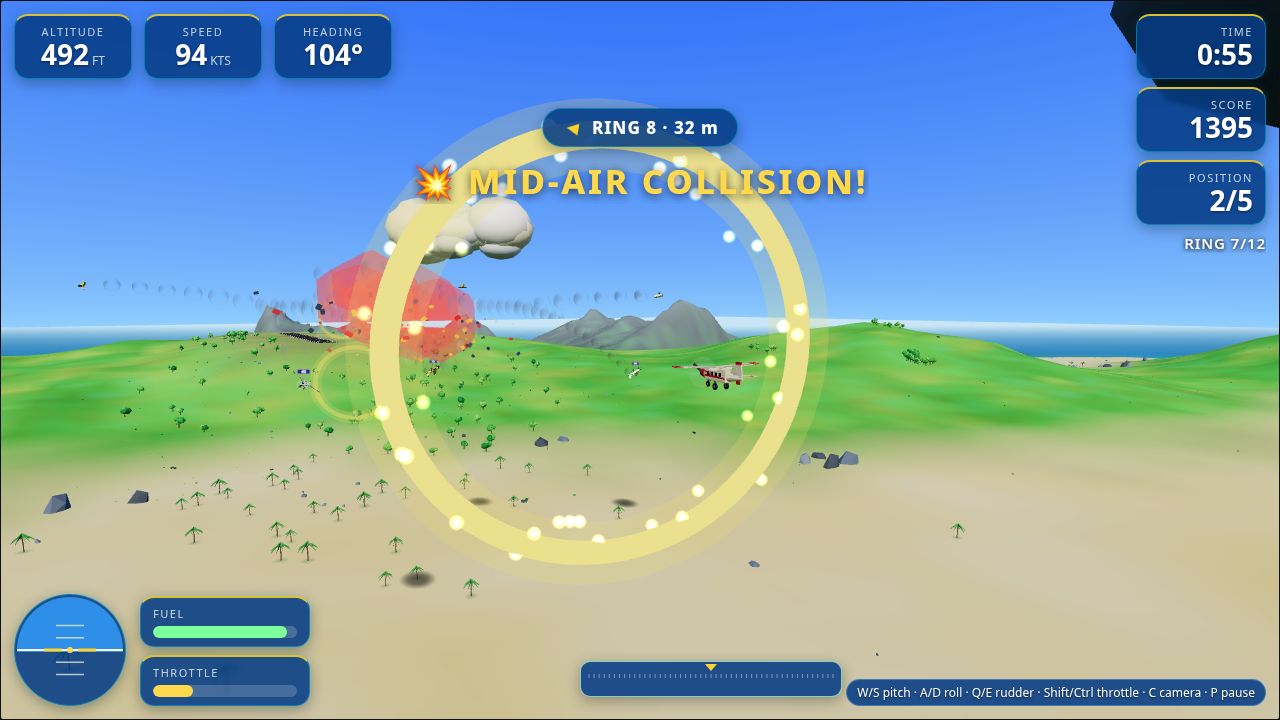 ALTITUDE
492 FT
SPEED
94 KTS
HEADING
104°
TIME
0:55
SCORE
1395
POSITION
2/5
RING 7/12
RING 8 · 32 m
💥 MID-AIR COLLISION!
FUEL
THROTTLE
W/S pitch · A/D roll · Q/E rudder · Shift/Ctrl throttle · C camera · P pause